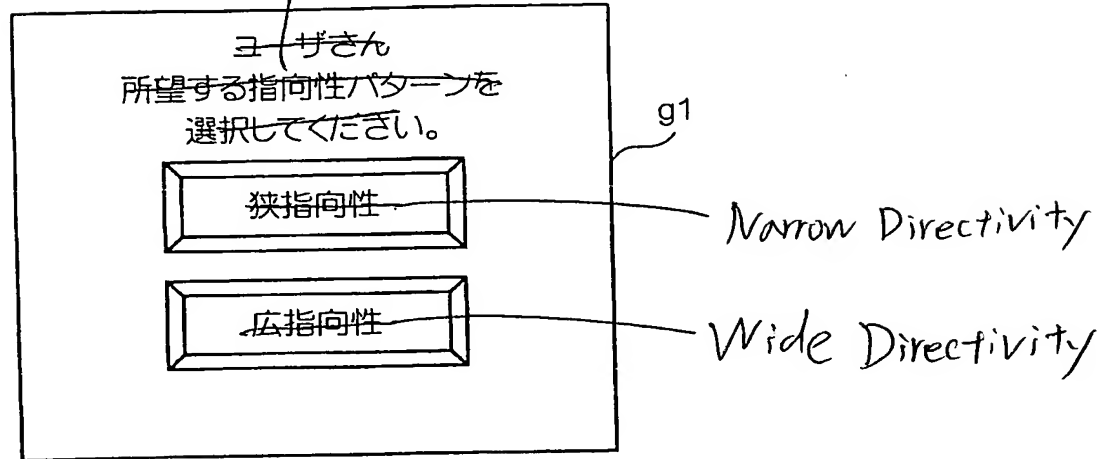 ユーザさん
所望する指向性パターンを
選択してください。
g1
狭指向性
Narrow Directivity
広指向性
Wide Directivity